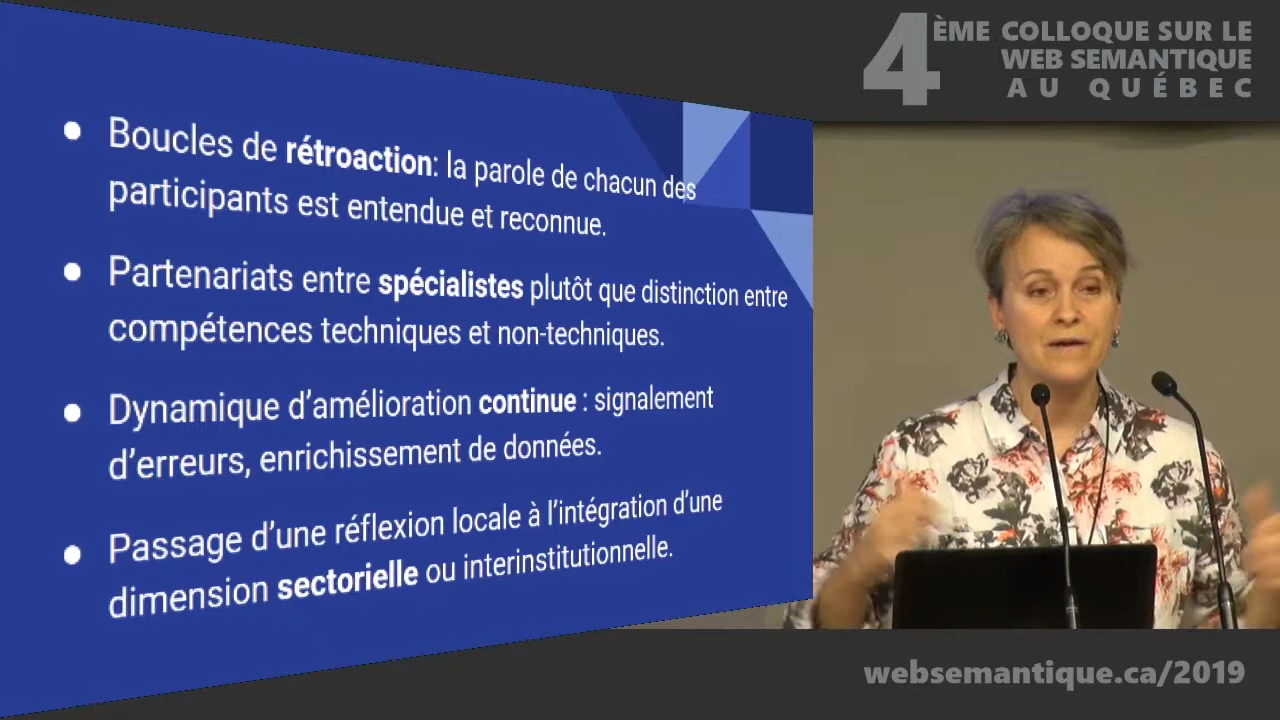 4ÈME COLLOQUE SUR LE
WEB SEMANTIQUE
AU QUÉBEC
• Boucles de rétroaction: la parole de chacun des
participants est entendue et reconnue.
• Partenariats entre spécialistes plutôt que distinction entre
compétences techniques et non-techniques.
• Dynamique d’amélioration continue : signalement
d’erreurs, enrichissement de données.
• Passage d’une réflexion locale à l’intégration d’une
dimension sectorielle ou interinstitutionnelle.
websemantique.ca/2019